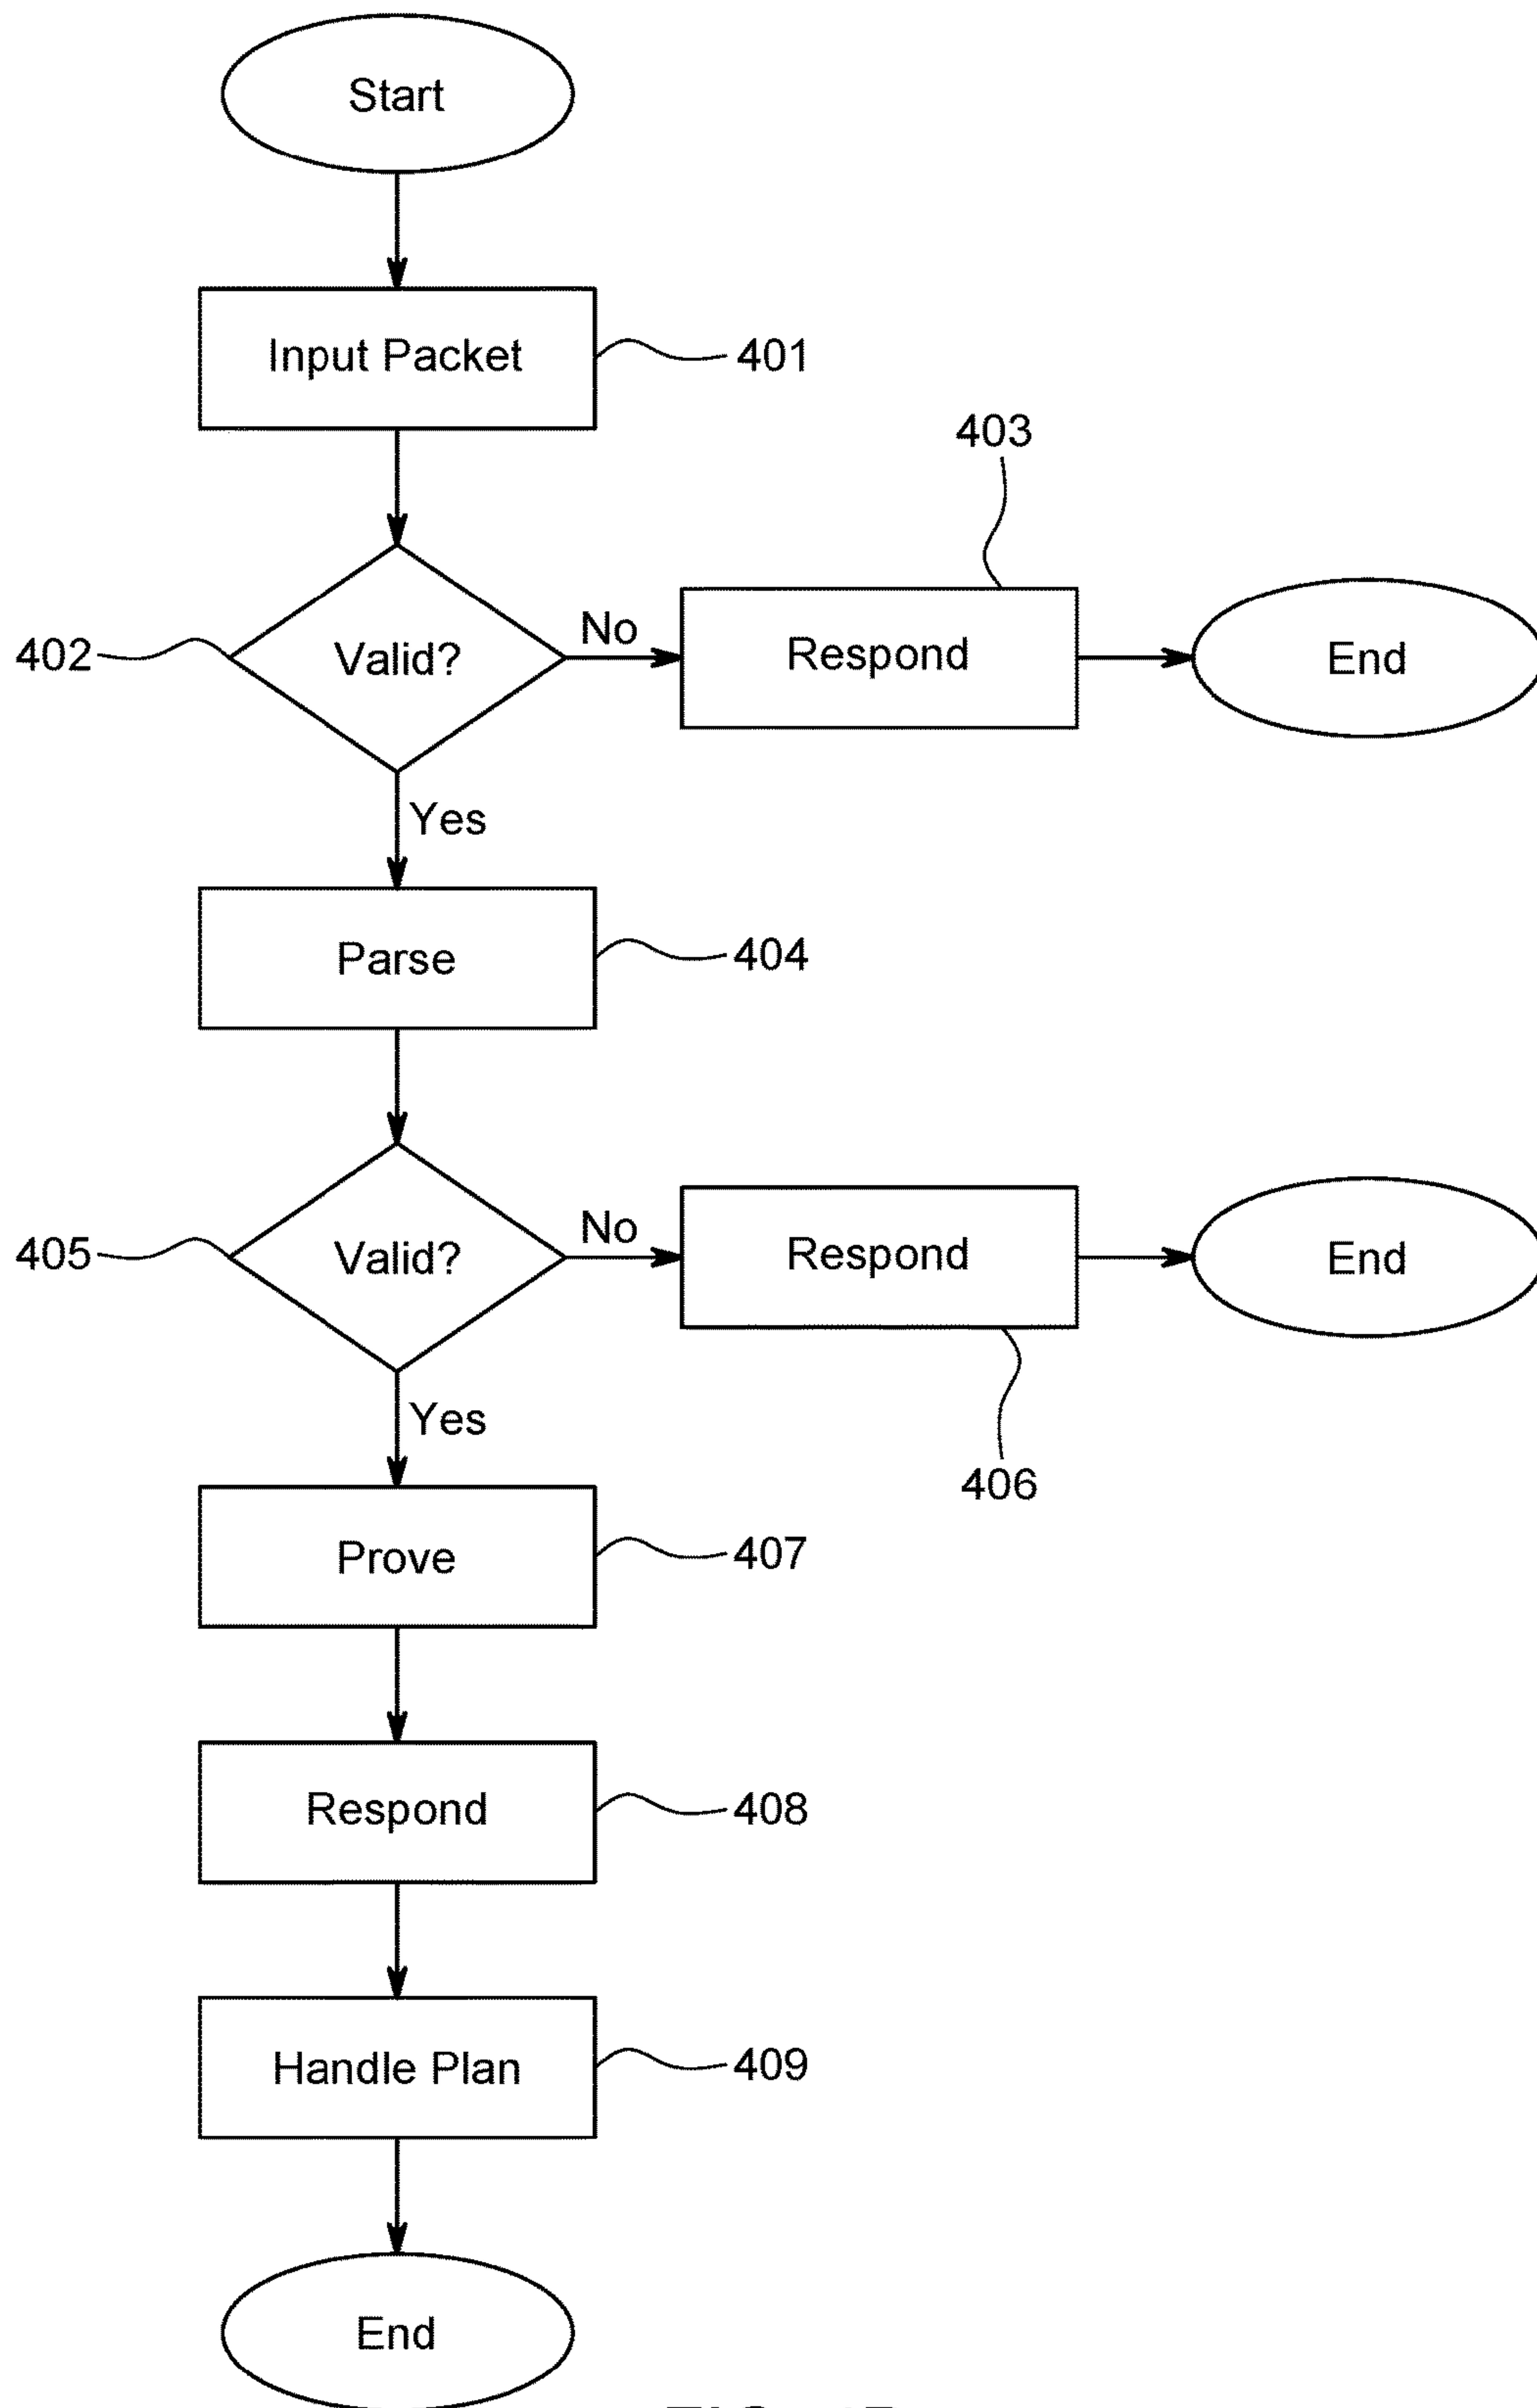 Start
Input Packet
401
403
402
Valid?
No
Respond
End
Yes
Parse
404
405
Valid?
No
Respond
End
Yes
406
Prove
407
Respond
408
Handle Plan
409
End